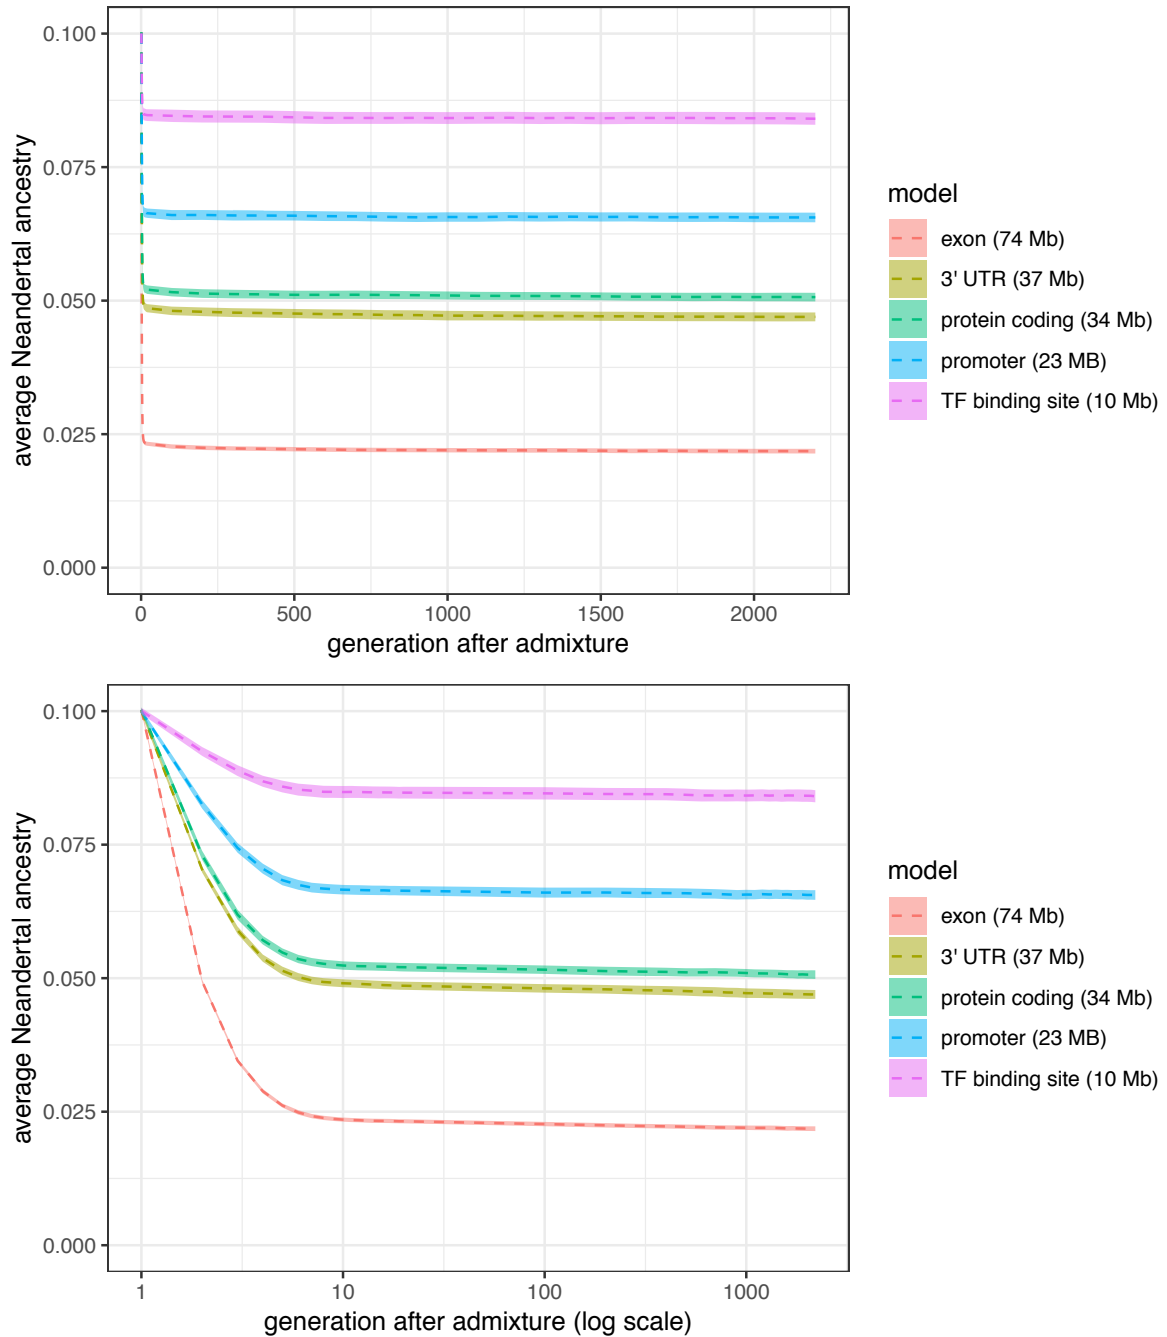 0.100
0.075
0.050
0.025
0.000
average Neandertal ancestry
0 500 1000 1500 2000
generation after admixture
model
exon (74 Mb)
3' UTR (37 Mb)
protein coding (34 Mb)
promoter (23 MB)
TF binding site (10 Mb)
0.100
0.075
0.050
0.025
0.000
average Neandertal ancestry
1 10 100 1000
generation after admixture (log scale)
model
exon (74 Mb)
3' UTR (37 Mb)
protein coding (34 Mb)
promoter (23 MB)
TF binding site (10 Mb)